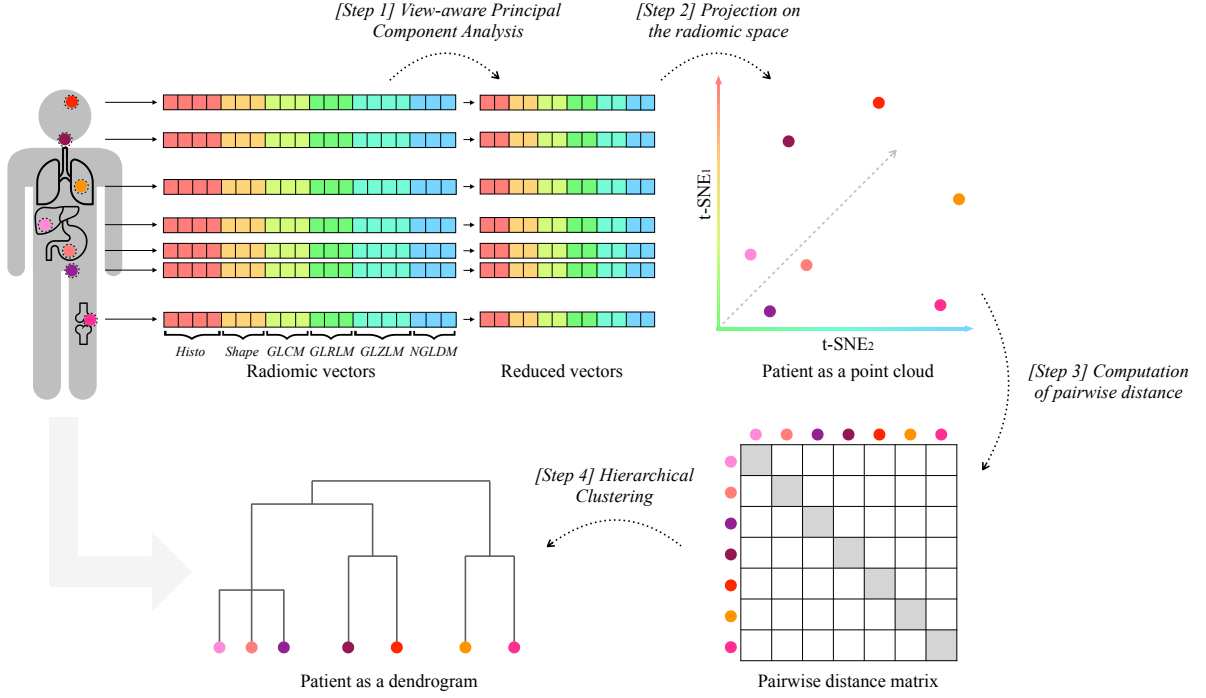 [Step 1] View-aware Principal
Component Analysis
[Step 2] Projection on
the radiomic space
t-SNE1
t-SNE2
Histo Shape GLCM GLRLM GLZLM NGLDM
Radiomic vectors
Reduced vectors
Patient as a point cloud
[Step 3] Computation
of pairwise distance
[Step 4] Hierarchical
Clustering
Patient as a dendrogram
Pairwise distance matrix